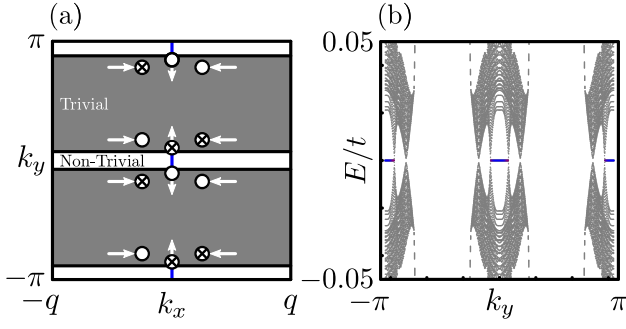 (a)
(b)
π
Trivial
k_y
Non-Trivial
−π
−q
k_x
q
0.05
E/t
−0.05
−π
k_y
π